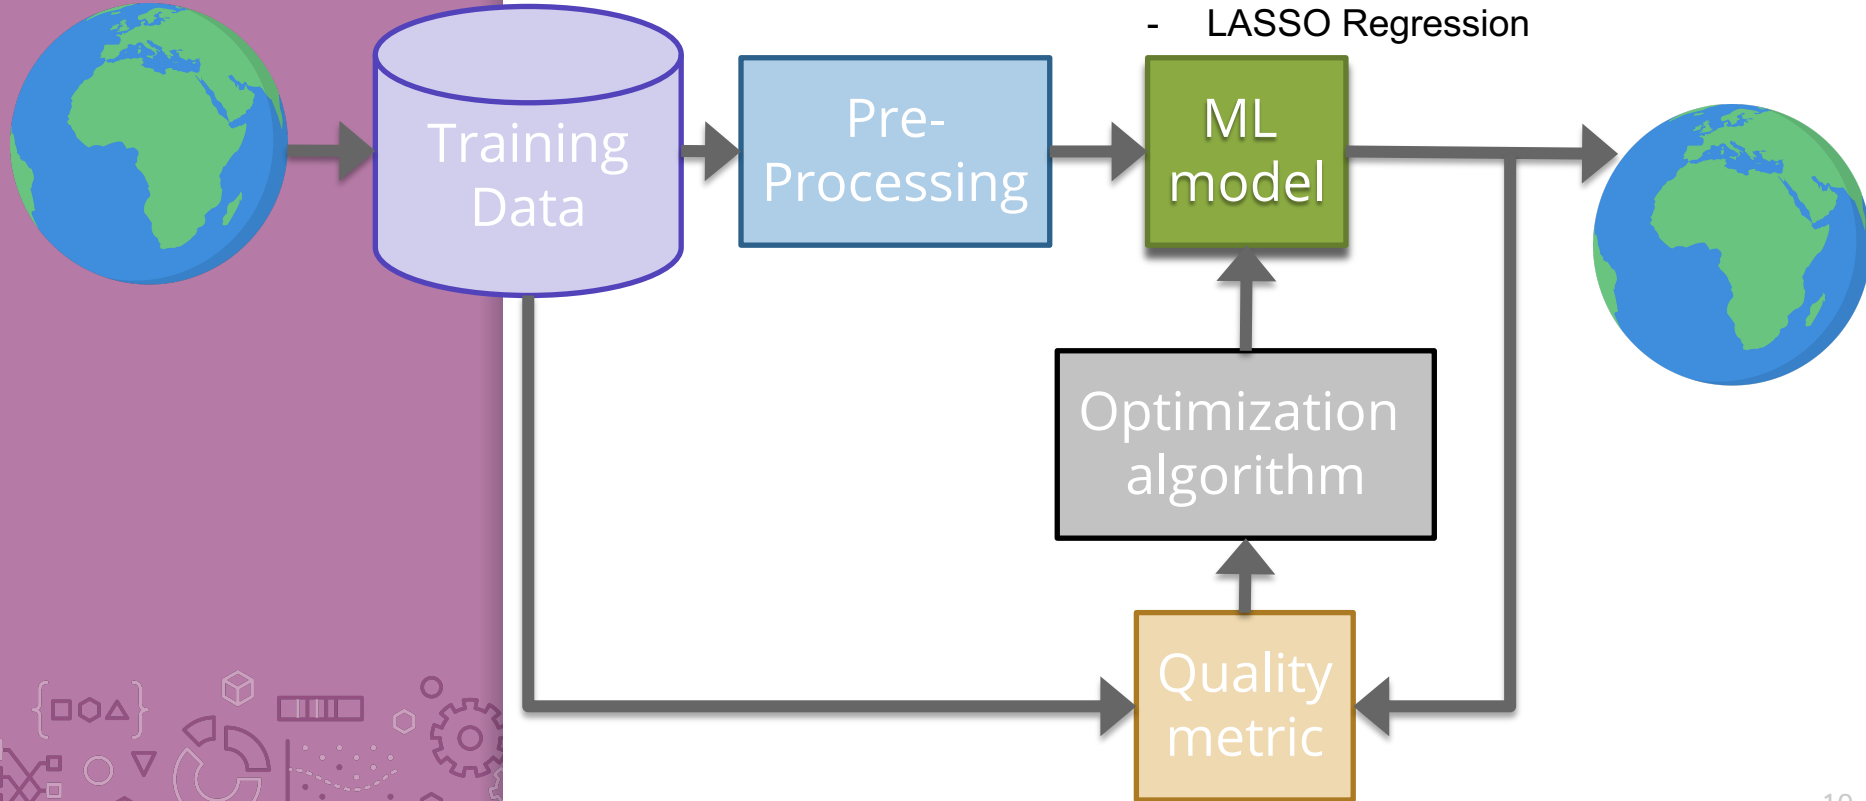 - LASSO Regression
Training
Data
Pre-
Processing
ML
model
Optimization
algorithm
Quality
metric